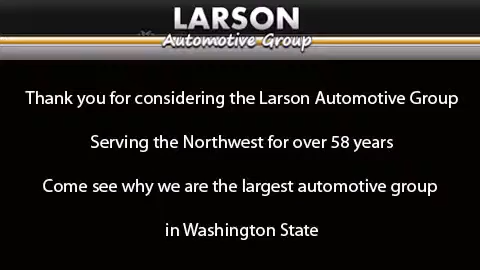 LARSON
Automotive Group
Thank you for considering the Larson Automotive Group
Serving the Northwest for over 58 years
Come see why we are the largest automotive group
in Washington State